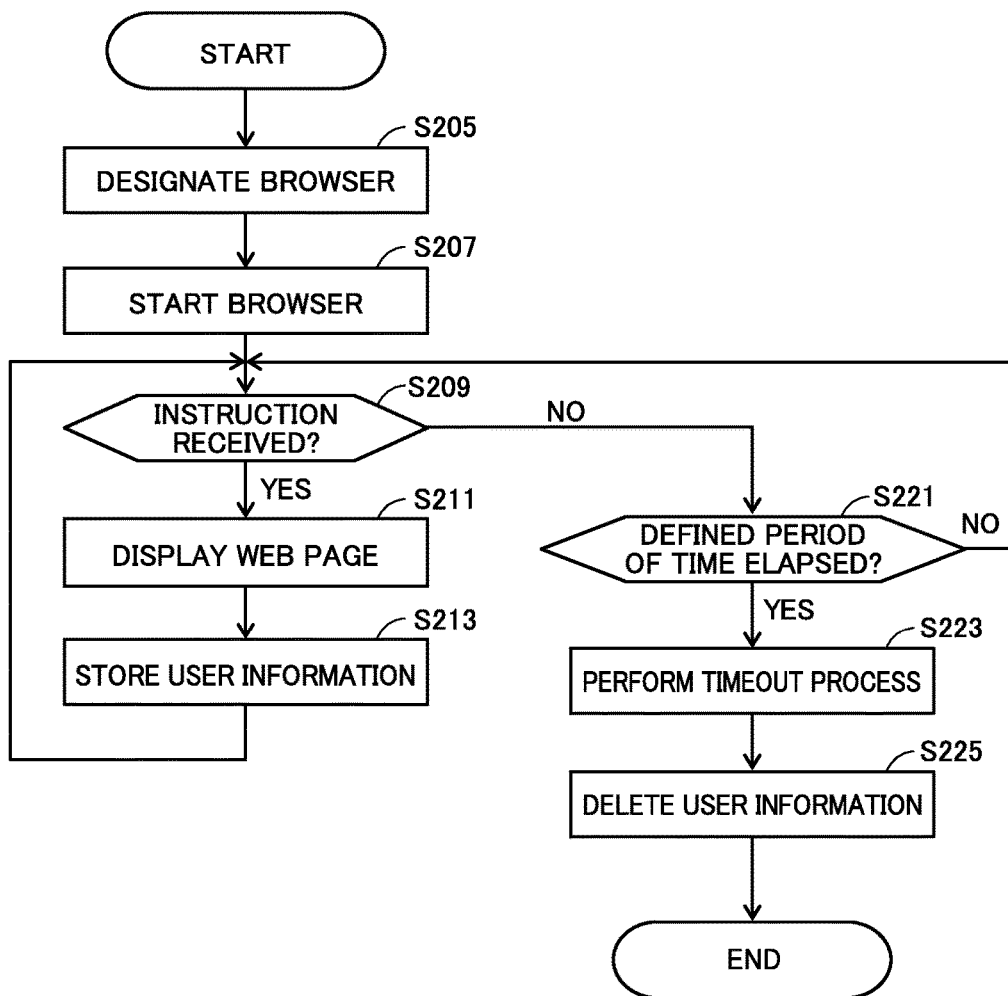 START
S205
DESIGNATE BROWSER
S207
START BROWSER
S209
INSTRUCTION
RECEIVED?
NO
YES
S211
DISPLAY WEB PAGE
S213
STORE USER INFORMATION
S221
DEFINED PERIOD
OF TIME ELAPSED?
NO
YES
S223
PERFORM TIMEOUT PROCESS
S225
DELETE USER INFORMATION
END